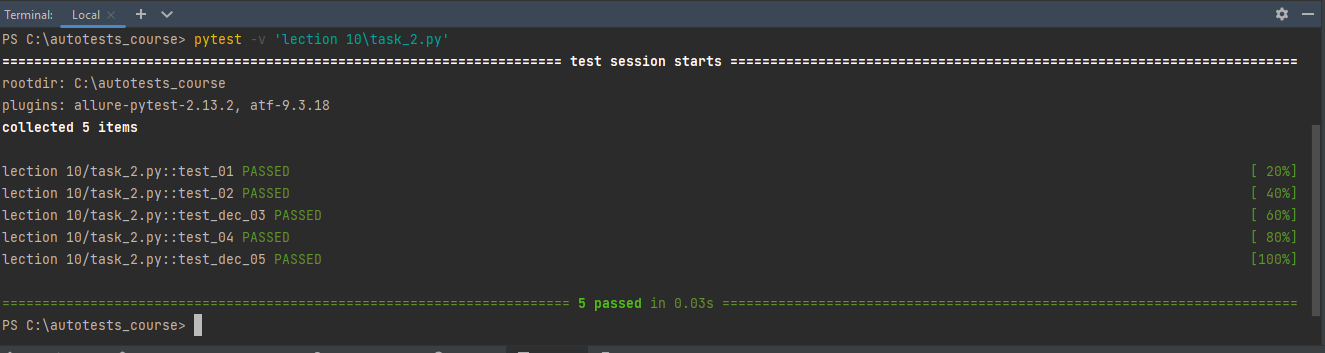 Terminal: Local × + ∨
PS C:\autotests_course> pytest -v 'lection 10\task_2.py'
======================================================================= test session starts ========================================================================
rootdir: C:\autotests_course
plugins: allure-pytest-2.13.2, atf-9.3.18
collected 5 items
lection 10/task_2.py::test_01 PASSED [ 20%]
lection 10/task_2.py::test_02 PASSED [ 40%]
lection 10/task_2.py::test_dec_03 PASSED [ 60%]
lection 10/task_2.py::test_04 PASSED [ 80%]
lection 10/task_2.py::test_dec_05 PASSED [100%]
======================================================================== 5 passed in 0.03s =========================================================================
PS C:\autotests_course>